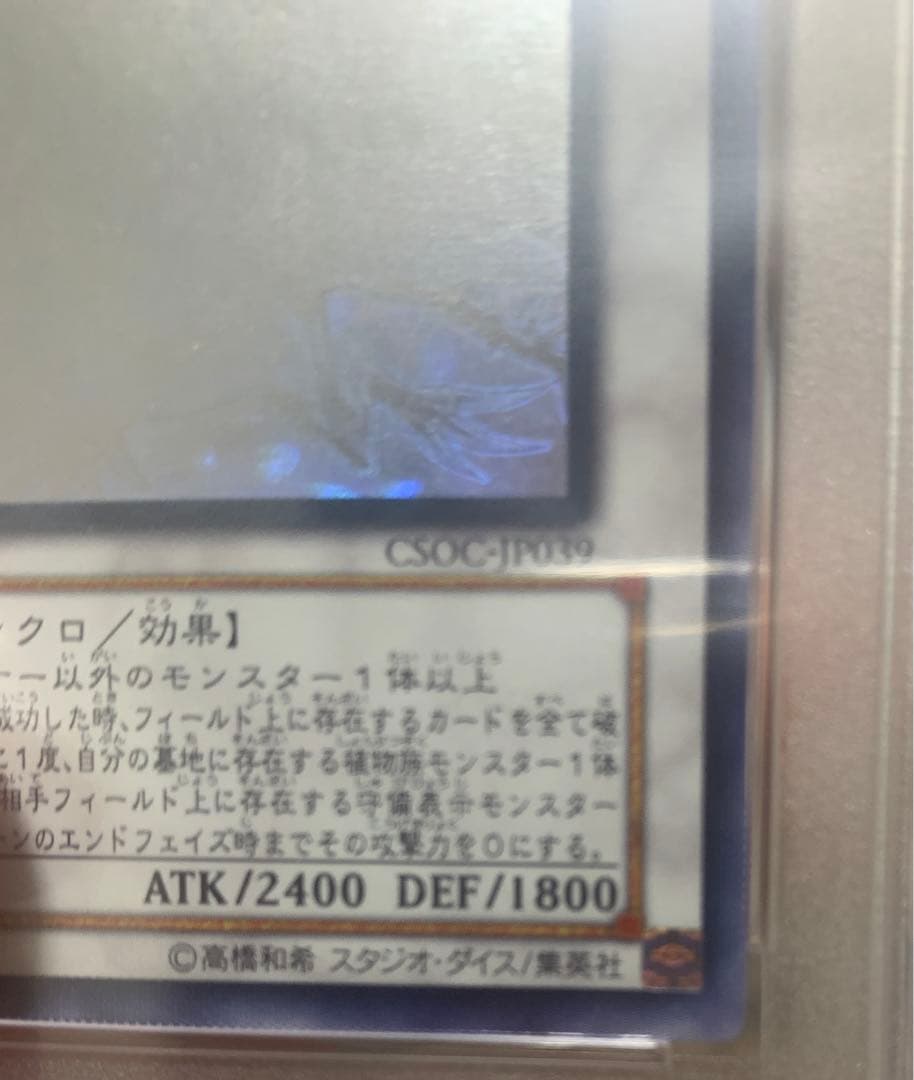 CSOC-JP039
クロ／効果】
ー以外のモンスター1体以上
成功した時、フィールド上に存在するカードを全て破
に1度、自分の墓地に存在する植物族モンスター1体
相手フィールド上に存在する守備表示モンスター
ーンのエンドフェイズ時までその攻撃力を0にする。
ATK/2400 DEF/1800
©高橋和希 スタジオ・ダイス/集英社